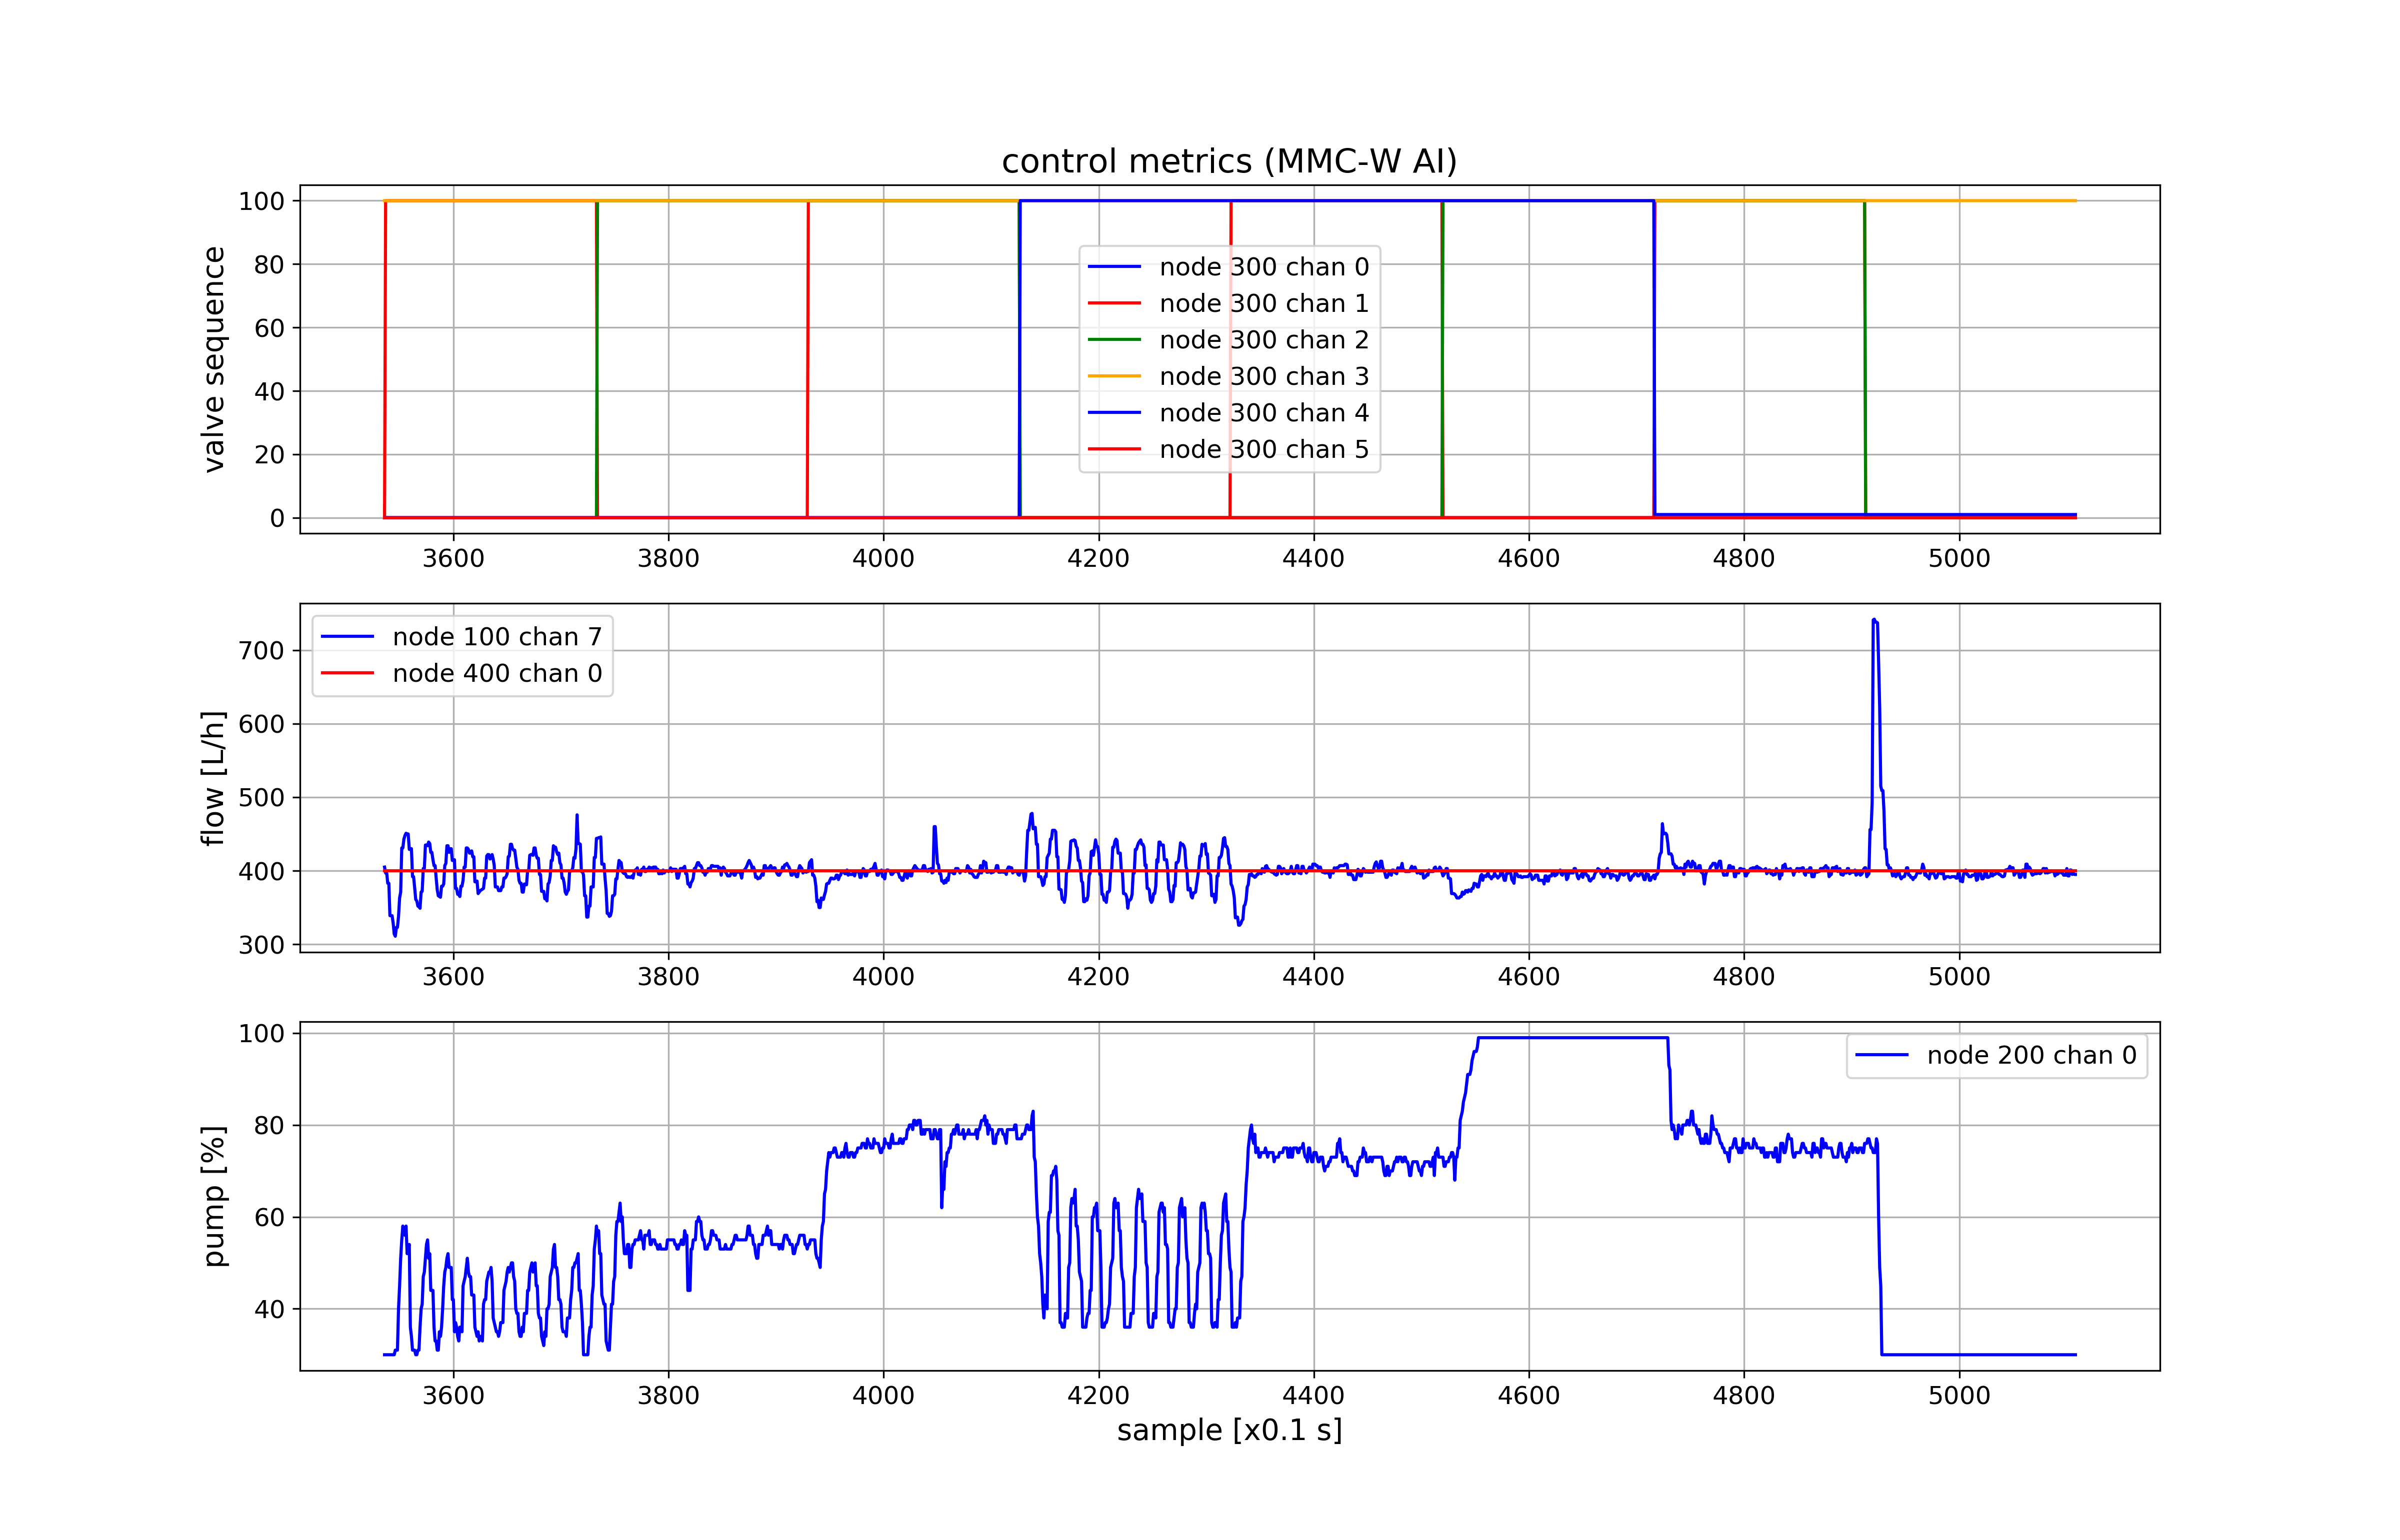 control metrics (MMC-W AI)
valve sequence
100
80
60
40
20
0
node 300 chan 0
node 300 chan 1
node 300 chan 2
node 300 chan 3
node 300 chan 4
node 300 chan 5
3600 3800 4000 4200 4400 4600 4800 5000
flow [L/h]
700
600
500
400
300
node 100 chan 7
node 400 chan 0
3600 3800 4000 4200 4400 4600 4800 5000
pump [%]
100
80
60
40
node 200 chan 0
3600 3800 4000 4200 4400 4600 4800 5000
sample [x0.1 s]